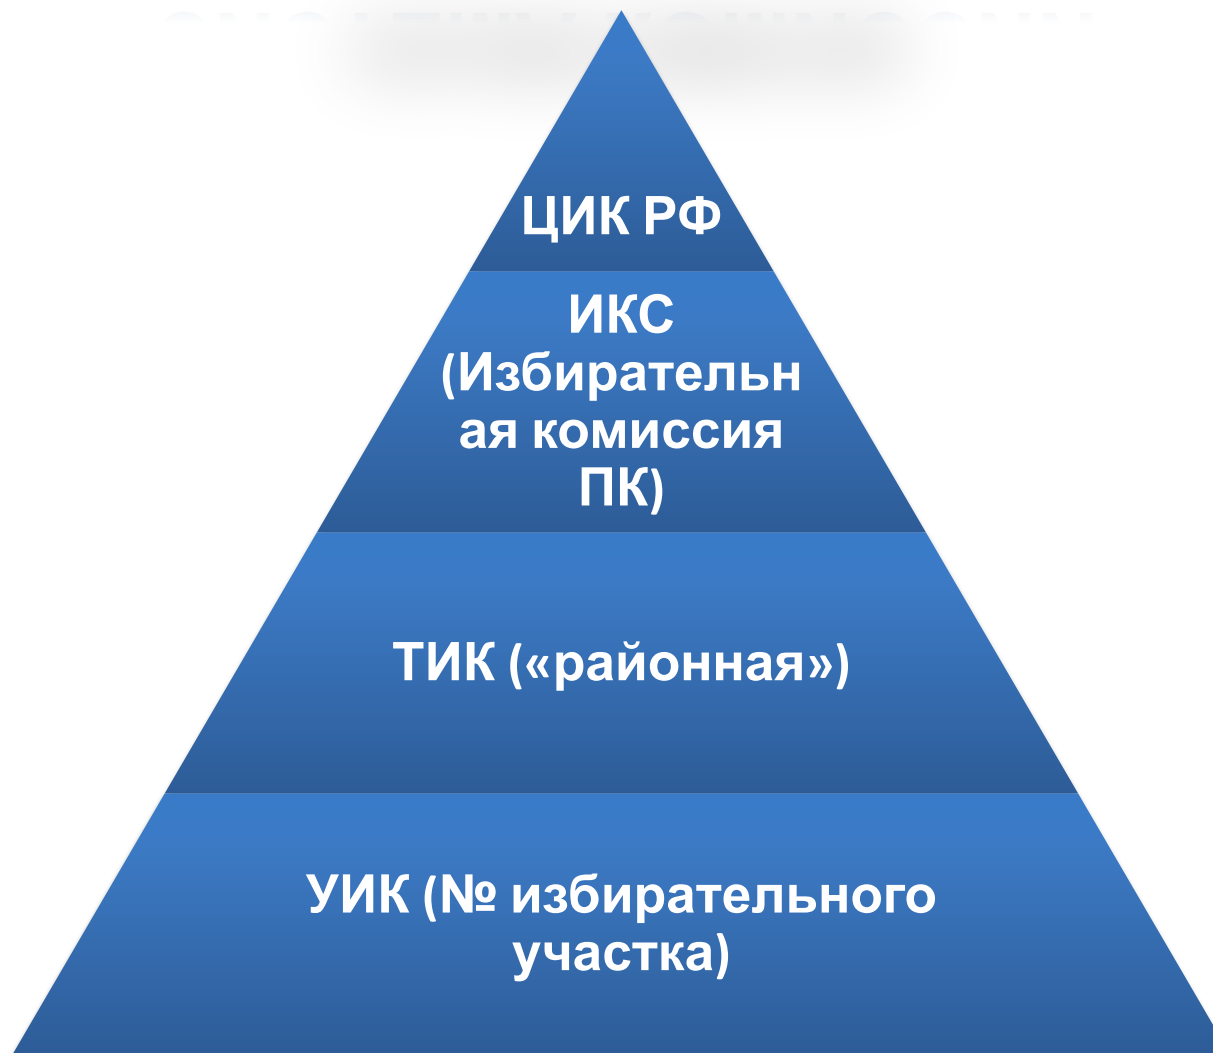 ЦИК РФ
ИКС
(Избирательн
ая комиссия
ПК)
ТИК («районная»)
УИК (№ избирательного
участка)